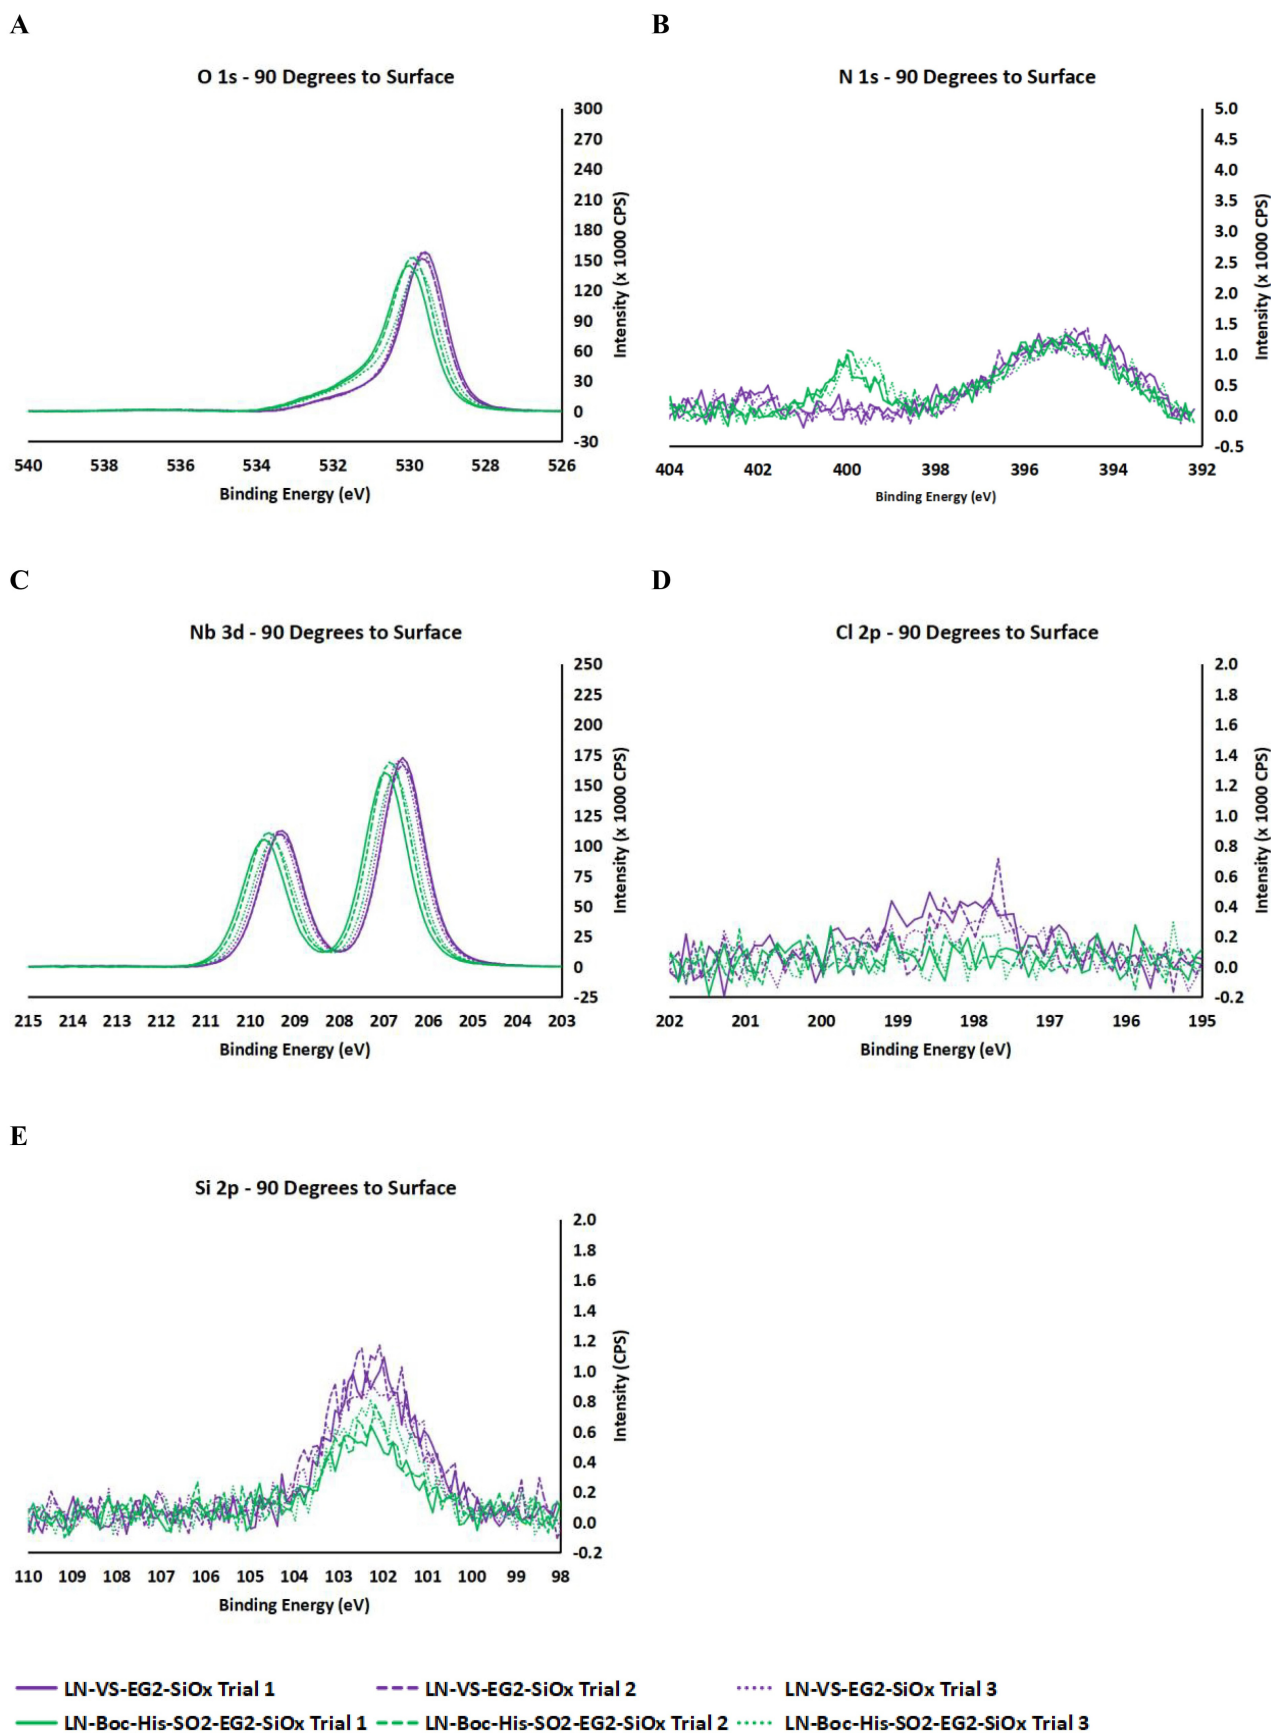 A
B
O 1s - 90 Degrees to Surface
N 1s - 90 Degrees to Surface
300
270
240
210
180
150
120
90
60
30
0
-30
Intensity (x 1000 CPS)
540 538 536 534 532 530 528 526
Binding Energy (eV)
5.0
4.5
4.0
3.5
3.0
2.5
2.0
1.5
1.0
0.5
0.0
-0.5
Intensity (x 1000 CPS)
404 402 400 398 396 394 392
Binding Energy (eV)
C
D
Nb 3d - 90 Degrees to Surface
Cl 2p - 90 Degrees to Surface
250
225
200
175
150
125
100
75
50
25
0
-25
Intensity (x 1000 CPS)
215 214 213 212 211 210 209 208 207 206 205 204 203
Binding Energy (eV)
2.0
1.8
1.6
1.4
1.2
1.0
0.8
0.6
0.4
0.2
0.0
-0.2
Intensity (x 1000 CPS)
202 201 200 199 198 197 196 195
Binding Energy (eV)
E
Si 2p - 90 Degrees to Surface
2.0
1.8
1.6
1.4
1.2
1.0
0.8
0.6
0.4
0.2
0.0
-0.2
Intensity (CPS)
110 109 108 107 106 105 104 103 102 101 100 99 98
Binding Energy (eV)
LN-VS-EG2-SiOx Trial 1 LN-VS-EG2-SiOx Trial 2 LN-VS-EG2-SiOx Trial 3
LN-Boc-His-SO2-EG2-SiOx Trial 1 LN-Boc-His-SO2-EG2-SiOx Trial 2 LN-Boc-His-SO2-EG2-SiOx Trial 3